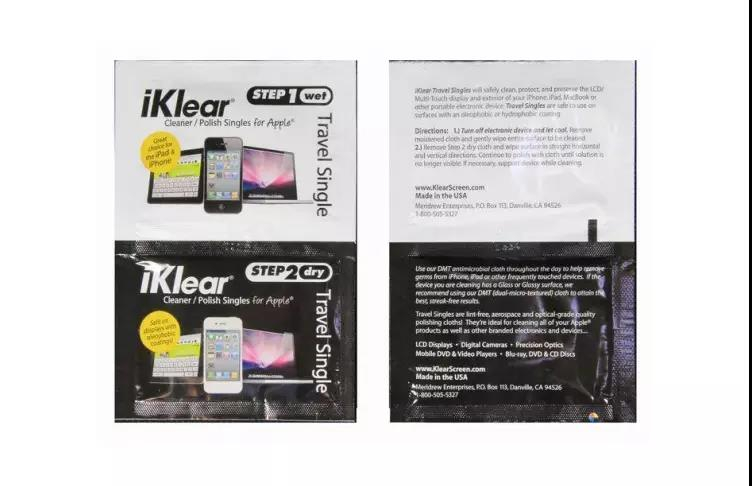 iKlear®
STEP 1 wet
Cleaner / Polish Singles for Apple®
Great
choice for
the iPad &
iPhone
Travel Single
iKlear®
STEP 2 dry
Cleaner / Polish Singles for Apple®
Safe on
displays with
oleophobic
coatings!
Travel Single
iKlear Travel Singles will safely clean, protect, and preserve the LCD/
Multi-Touch display and exterior of your iPhone, iPad, MacBook or
other portable electronic device. Travel Singles are safe to use on
surfaces with an oleophobic or hydrophobic coating.
Directions: 1.) Turn off electronic device and let cool. Remove
moistened cloth and gently wipe entire surface to be cleaned.
2.) Remove Step 2 dry cloth and wipe surface in straight horizontal
and vertical directions. Continue to polish with cloth until solution is
no longer visible. If necessary, support device while cleaning.
www.KlearScreen.com
Made in the USA
Meridrew Enterprises, P.O. Box 113, Danville, CA 94526
1-800-505-5327
Use our DMT antimicrobial cloth throughout the day to help remove
germs from iPhone, iPad or other frequently touched devices. If the
device you are cleaning has a Glass or Glossy surface, we
recommend using our DMT (dual-micro-textured) cloth to attain the
best, streak-free results.
Travel Singles are lint-free, aerospace and optical-grade quality
polishing cloths! They're ideal for cleaning all of your Apple®
products as well as other branded electronics and devices...
LCD Displays • Digital Cameras • Precision Optics
Mobile DVD & Video Players • Blu-ray, DVD & CD Discs
www.KlearScreen.com
Made in the USA
Meridrew Enterprises, P.O. Box 113, Danville, CA 94526
1-800-505-5327